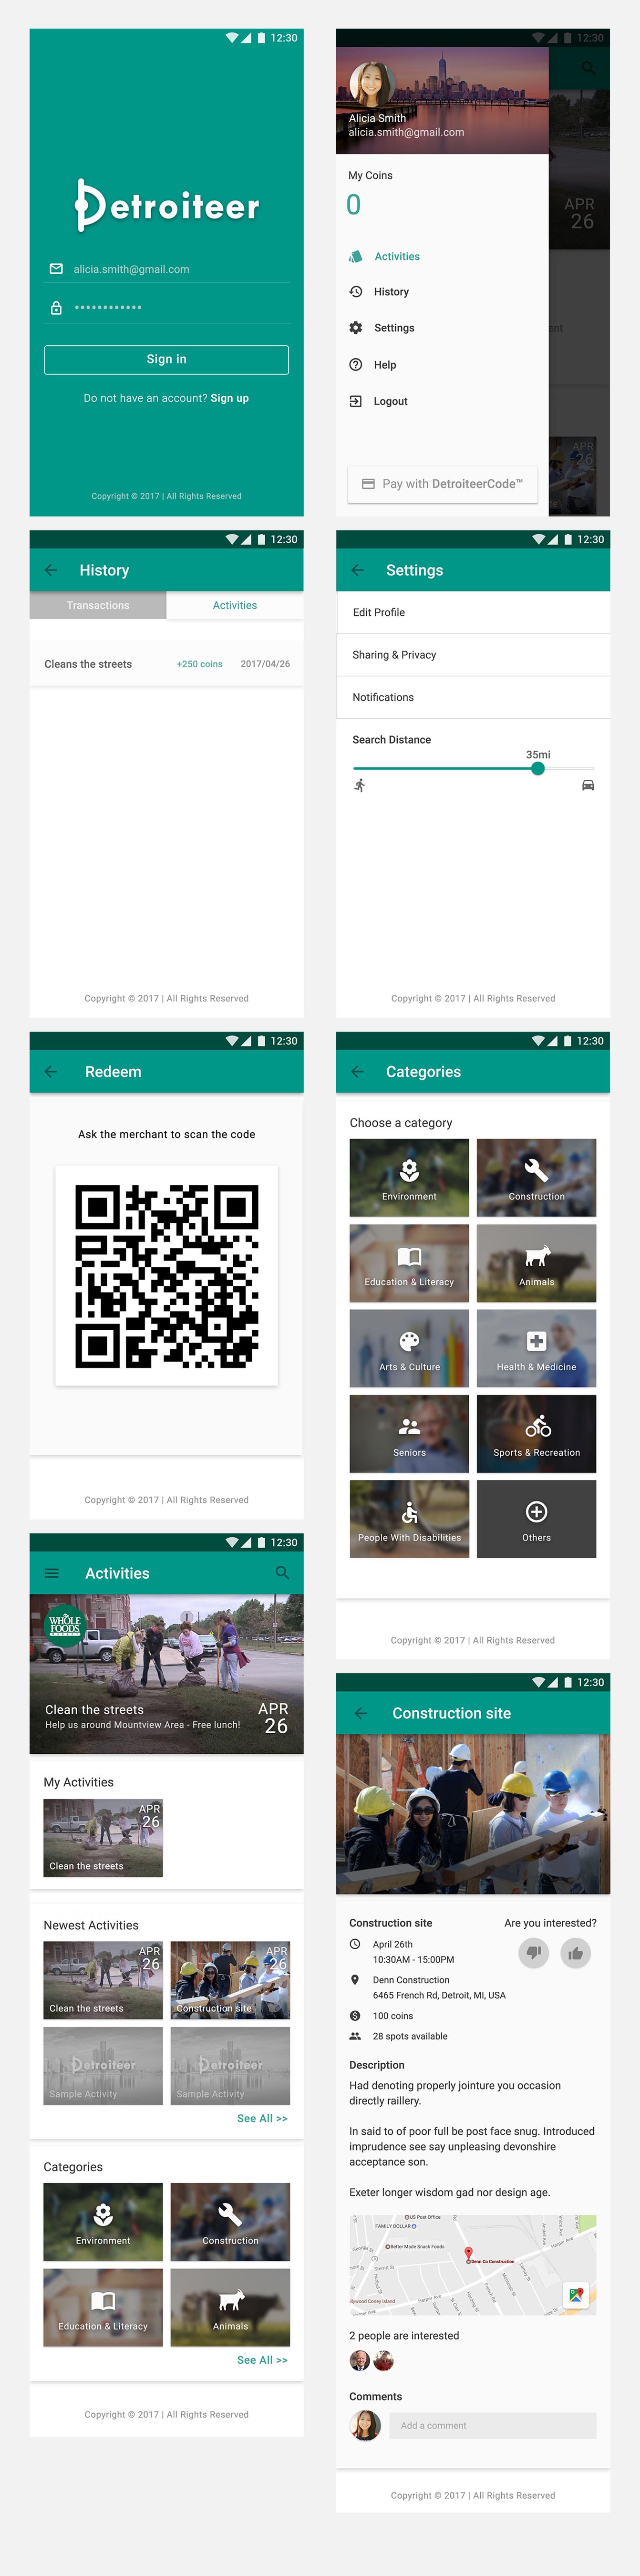 12:30
Detroiteer
alicia.smith@gmail.com
Sign in
Do not have an account? Sign up
Copyright © 2017 | All Rights Reserved
12:30
Alicia Smith
alicia.smith@gmail.com
My Coins
0
Activities
History
Settings
Help
Logout
Pay with DetroiteerCode™
APR
26
ent
APR
26
12:30
History
Transactions
Activities
Cleans the streets
+250 coins
2017/04/26
Copyright © 2017 | All Rights Reserved
12:30
Settings
Edit Profile
Sharing & Privacy
Notifications
Search Distance
35mi
Copyright © 2017 | All Rights Reserved
12:30
Redeem
Ask the merchant to scan the code
Copyright © 2017 | All Rights Reserved
12:30
Categories
Choose a category
Environment
Construction
Education & Literacy
Animals
Arts & Culture
Health & Medicine
Seniors
Sports & Recreation
People With Disabilities
Others
Copyright © 2017 | All Rights Reserved
12:30
Activities
WHOLE
FOODS
MARKET
Clean the streets
Help us around Mountview Area - Free lunch!
APR
26
My Activities
APR
26
Clean the streets
Newest Activities
APR
26
Clean the streets
APR
26
Construction site
Detroiteer
Sample Activity
Detroiteer
Sample Activity
See All >>
Categories
Environment
Construction
Education & Literacy
Animals
See All >>
Copyright © 2017 | All Rights Reserved
12:30
Construction site
Construction site
Are you interested?
April 26th
10:30AM - 15:00PM
Denn Construction
6465 French Rd, Detroit, MI, USA
100 coins
28 spots available
Description
Had denoting properly jointure you occasion
directly raillery.
In said to of poor full be post face snug. Introduced
imprudence see say unpleasing devonshire
acceptance son.
Exeter longer wisdom gad nor design age.
US Post Office
FAMILY DOLLAR
Better Made Snack Foods
Denn Co Construction
lywood Coney Island
2 people are interested
Comments
Add a comment
Copyright © 2017 | All Rights Reserved